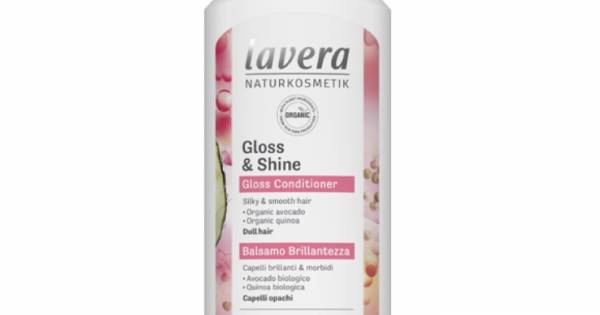 lavera
NATURKOSMETIK
ORGANIC
Gloss
& Shine
Gloss Conditioner
Silky & smooth hair
• Organic avocado
• Organic quinoa
Dull hair
Balsamo Brillantezza
Capelli brillanti & morbidi
• Avocado biologico
• Quinoa biologica
Capelli opachi